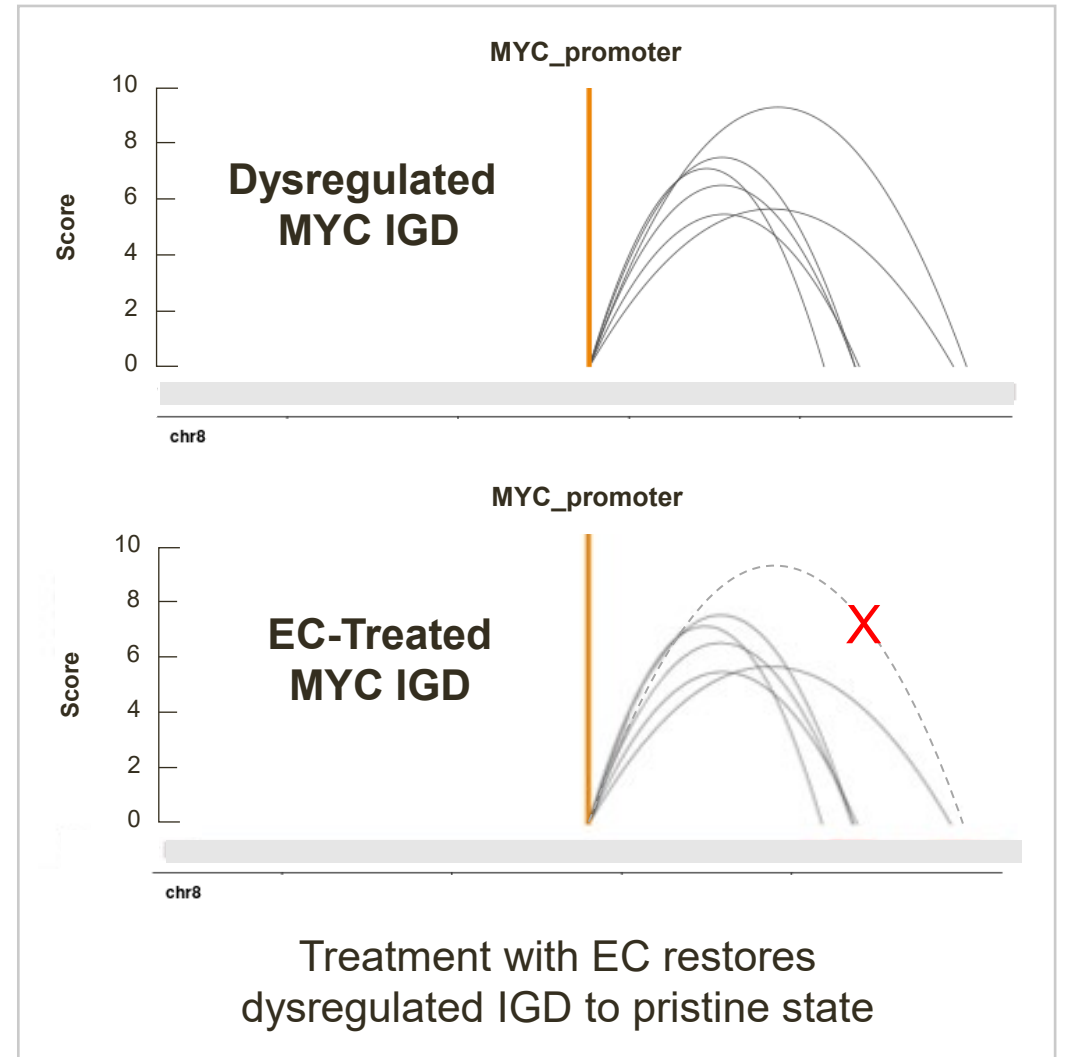 MYC_promoter
10
8
6
4
2
0
Score
Dysregulated
MYC IGD
chr8
MYC_promoter
10
8
6
4
2
0
Score
EC-Treated
MYC IGD
X
chr8
Treatment with EC restores
dysregulated IGD to pristine state